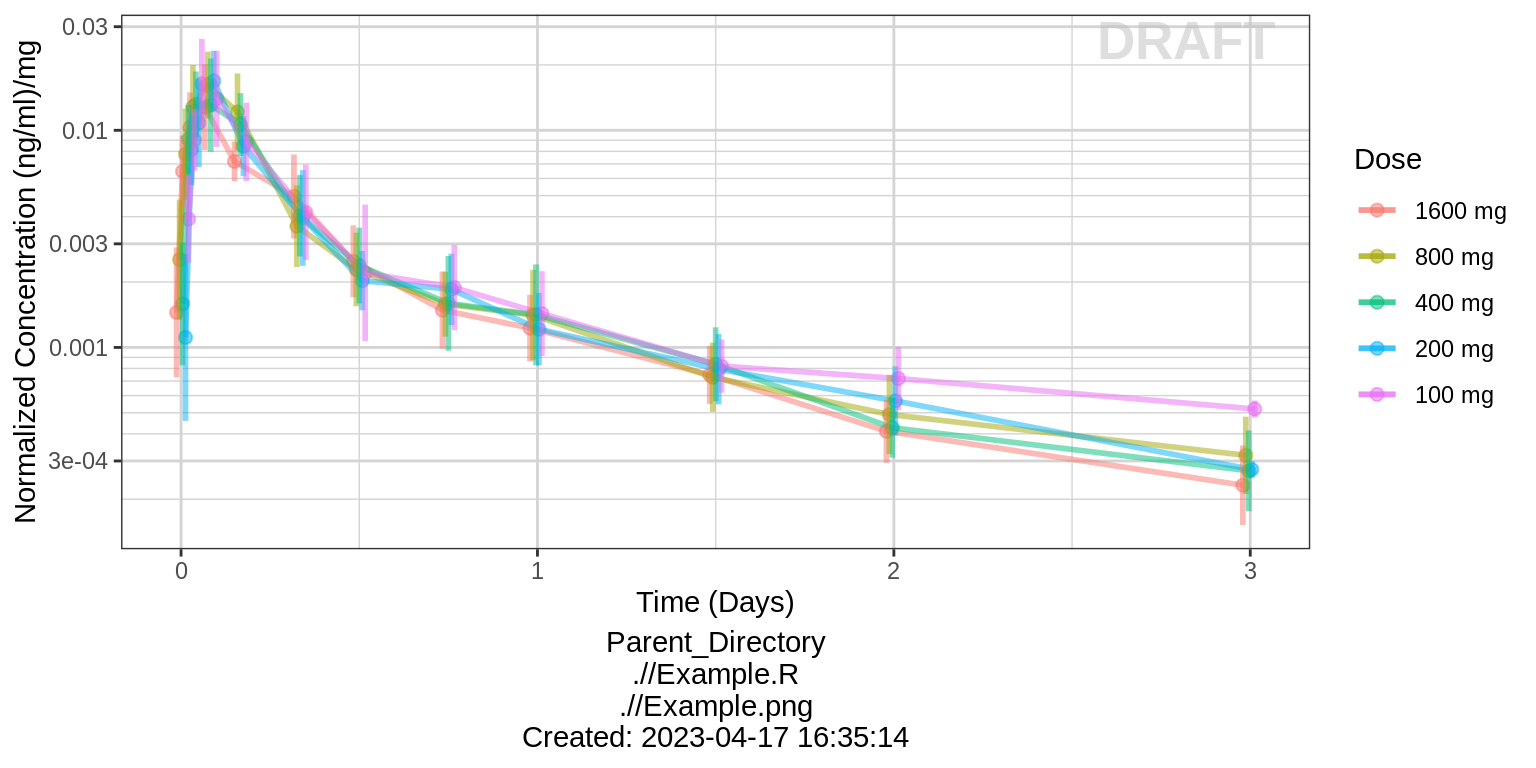 DRAFT
Normalized Concentration (ng/ml)/mg
0.03
0.01
0.003
0.001
3e-04
0
1
2
3
Time (Days)
Parent_Directory
.//Example.R
.//Example.png
Created: 2023-04-17 16:35:14
Dose
1600 mg
800 mg
400 mg
200 mg
100 mg